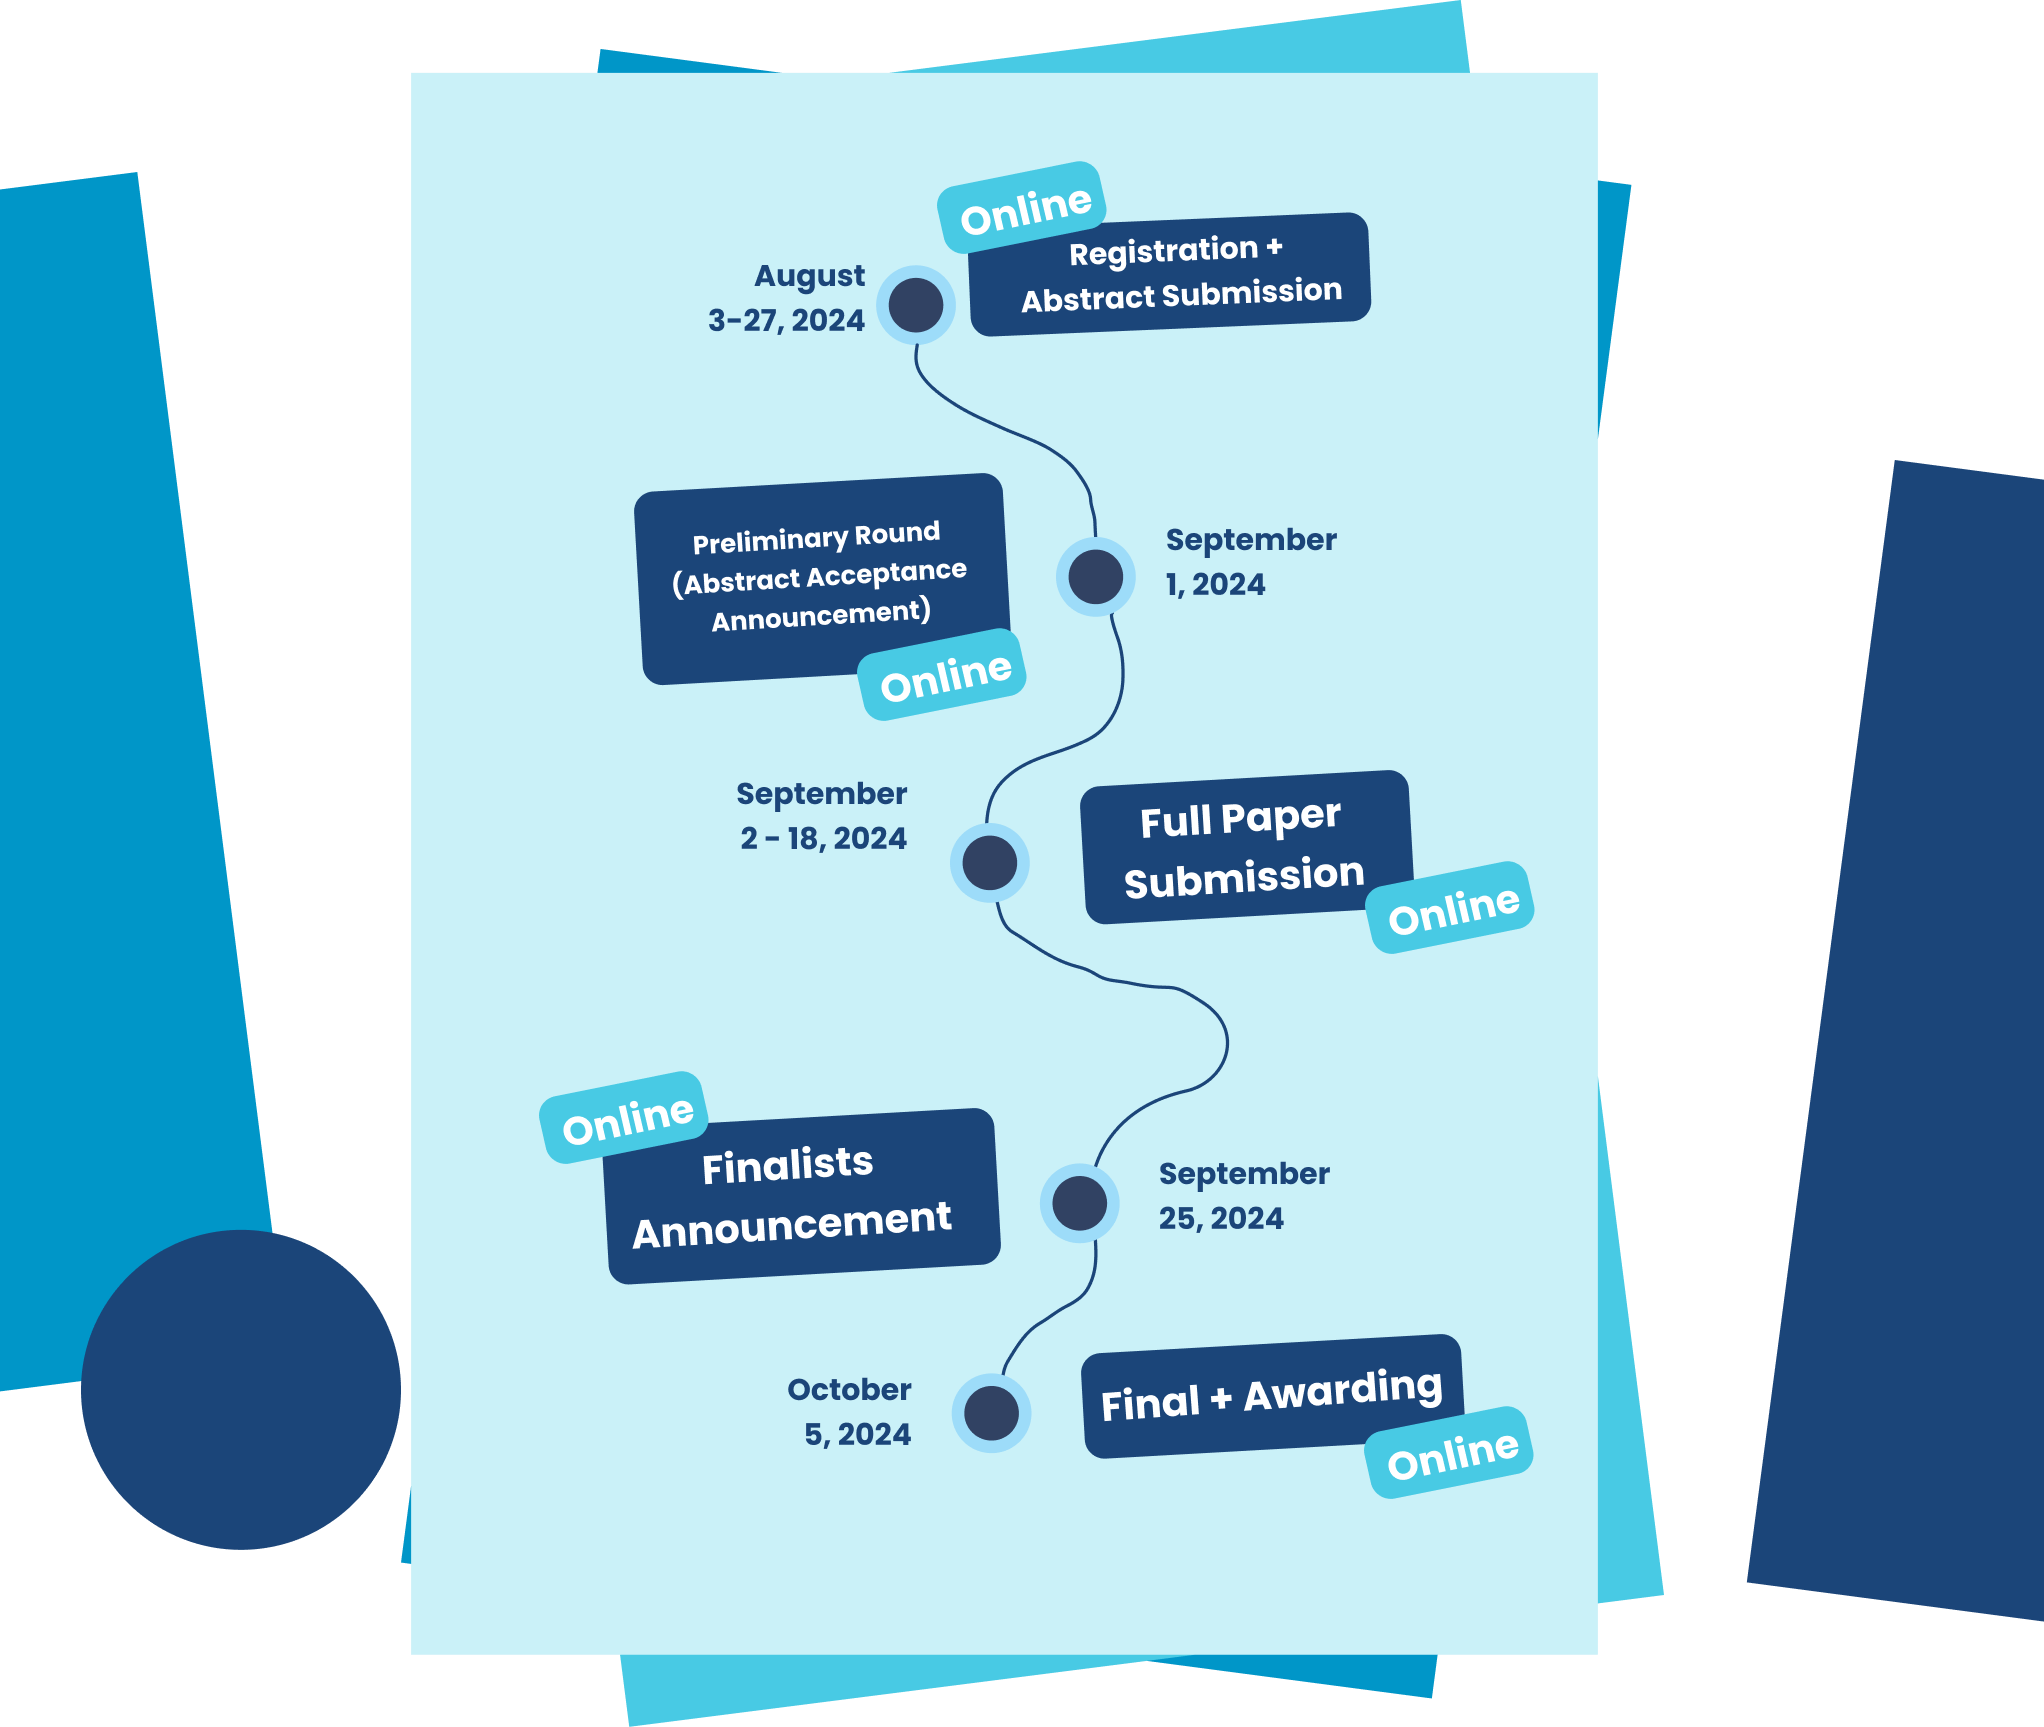 Online
Registration +
Abstract Submission
August
3-27, 2024
Preliminary Round
(Abstract Acceptance
Announcement)
Online
September
1, 2024
September
2 - 18, 2024
Full Paper
Submission
Online
Online
Finalists
Announcement
September
25, 2024
October
5, 2024
Final + Awarding
Online